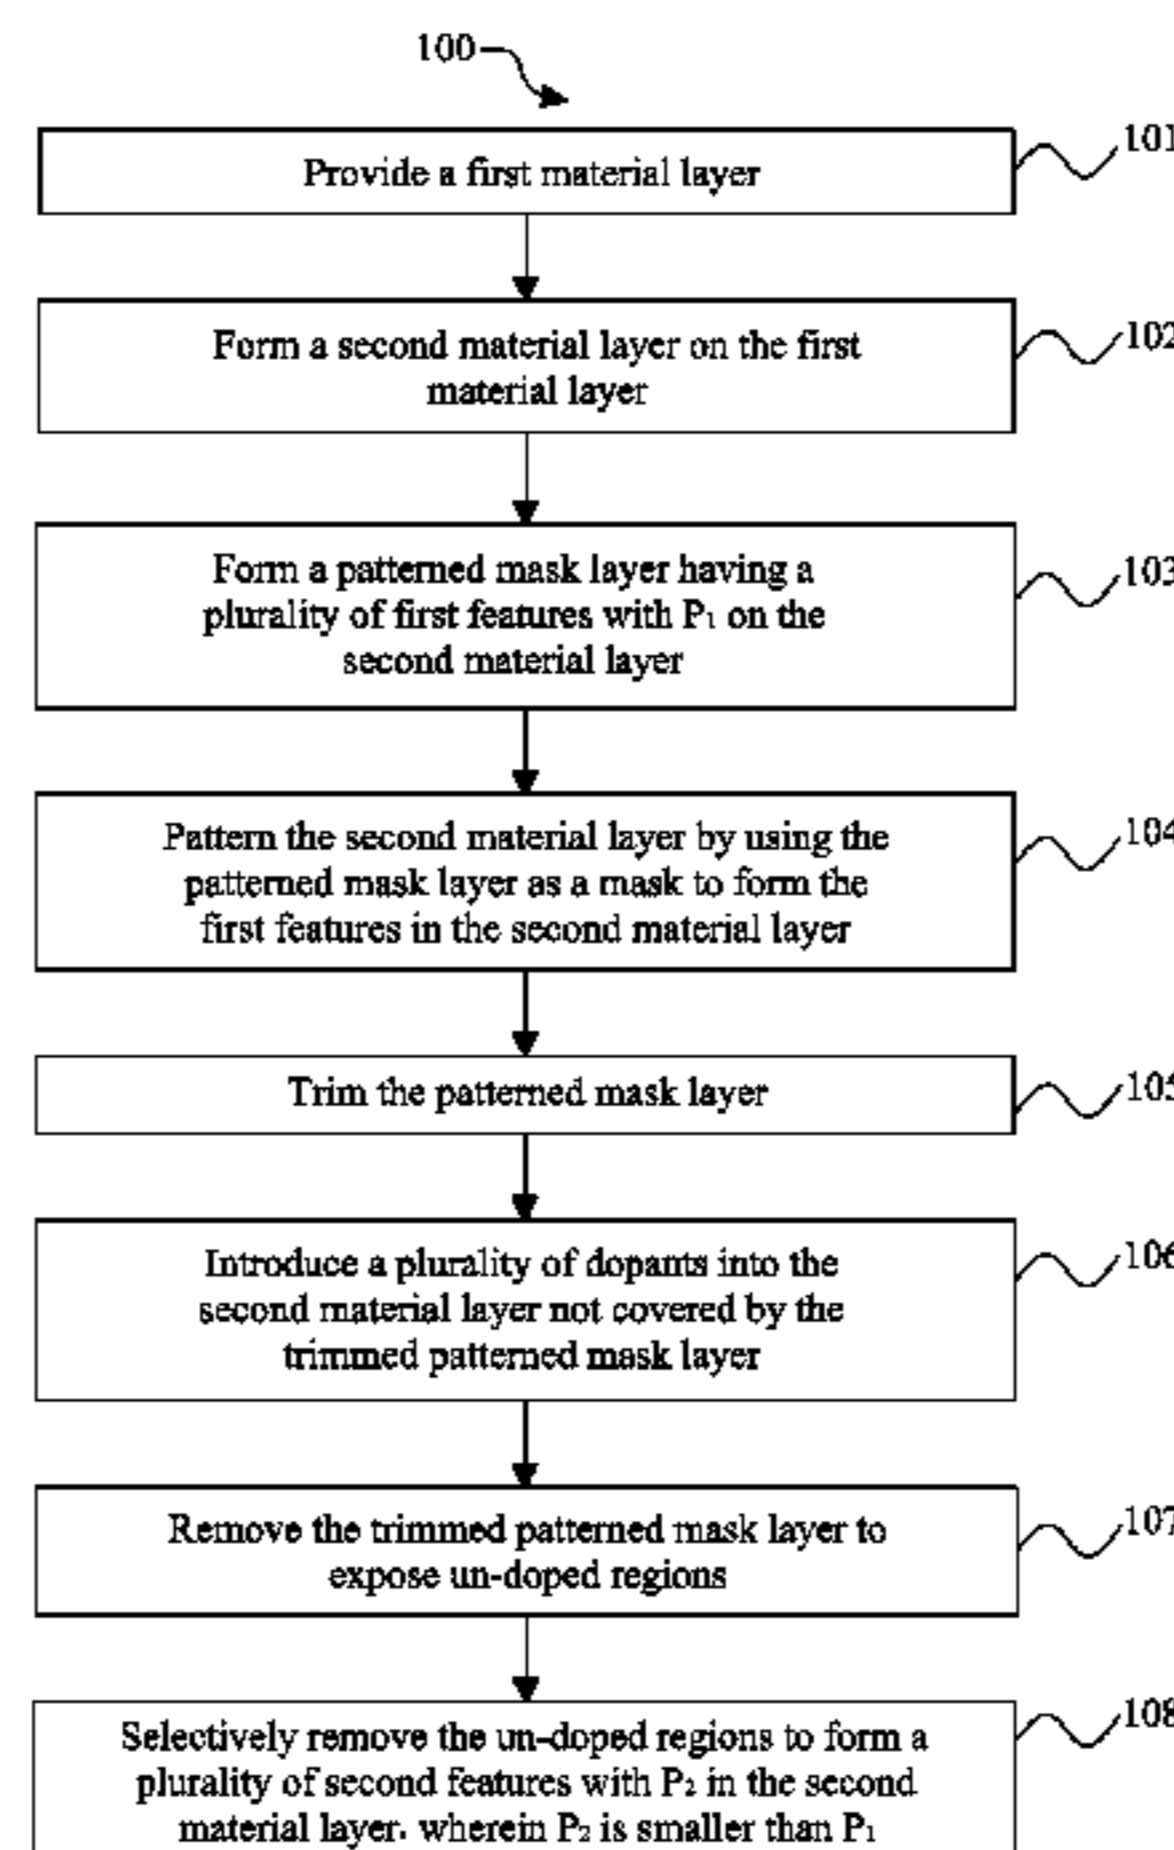 100
Provide a first material layer
101
Form a second material layer on the first
material layer
102
Form a patterned mask layer having a
plurality of first features with P₁ on the
second material layer
103
Pattern the second material layer by using the
patterned mask layer as a mask to form the
first features in the second material layer
104
Trim the patterned mask layer
105
Introduce a plurality of dopants into the
second material layer not covered by the
trimmed patterned mask layer
106
Remove the trimmed patterned mask layer to
expose un-doped regions
107
Selectively remove the un-doped regions to form a
plurality of second features with P₂ in the second
material layer, wherein P₂ is smaller than P₁
108